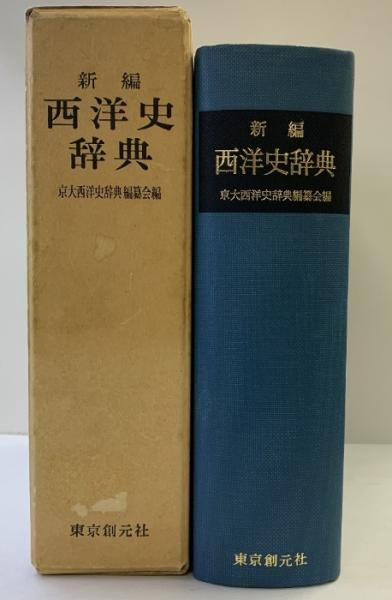 新編
西洋史
辞典
京大西洋史辞典編纂会編
東京創元社
新編
西洋史辞典
京大西洋史辞典編纂会編
東京創元社